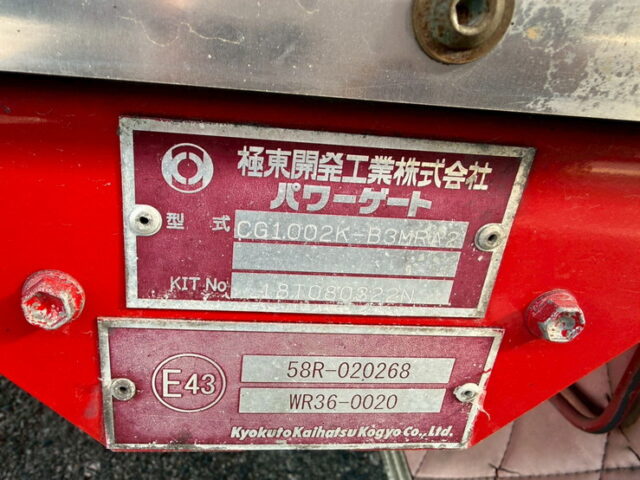 極東開発工業株式会社
パワーゲート
型式 CG1002K-B3MRA2
KIT No 18T080322N
E43
58R-020268
WR36-0020
Kyokuto Kaihatsu Kogyo Co., Ltd.